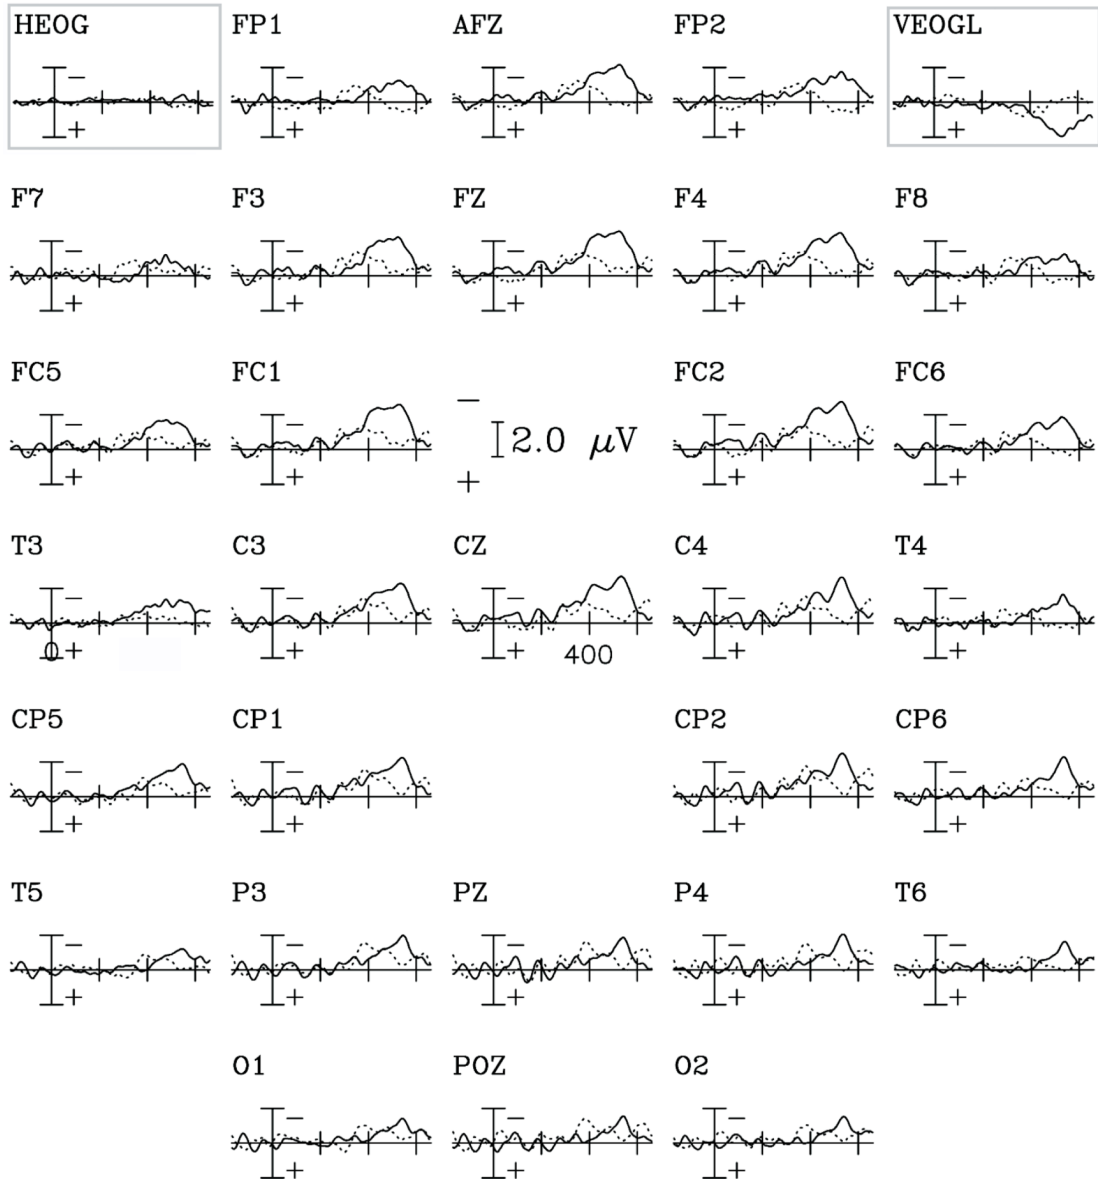 HEOG FP1 AFZ FP2 VEOGL
− − − − −
+ + + + +
F7 F3 FZ F4 F8
− − − − −
+ + + + +
FC5 FC1 FC2 FC6
− − − − −
2.0 μV
+ + + + +
T3 C3 CZ C4 T4
− − − − −
0 + + + + +
400
CP5 CP1 CP2 CP6
− − − −
+ + + +
T5 P3 PZ P4 T6
− − − − −
+ + + + +
O1 POZ O2
− − −
+ + +